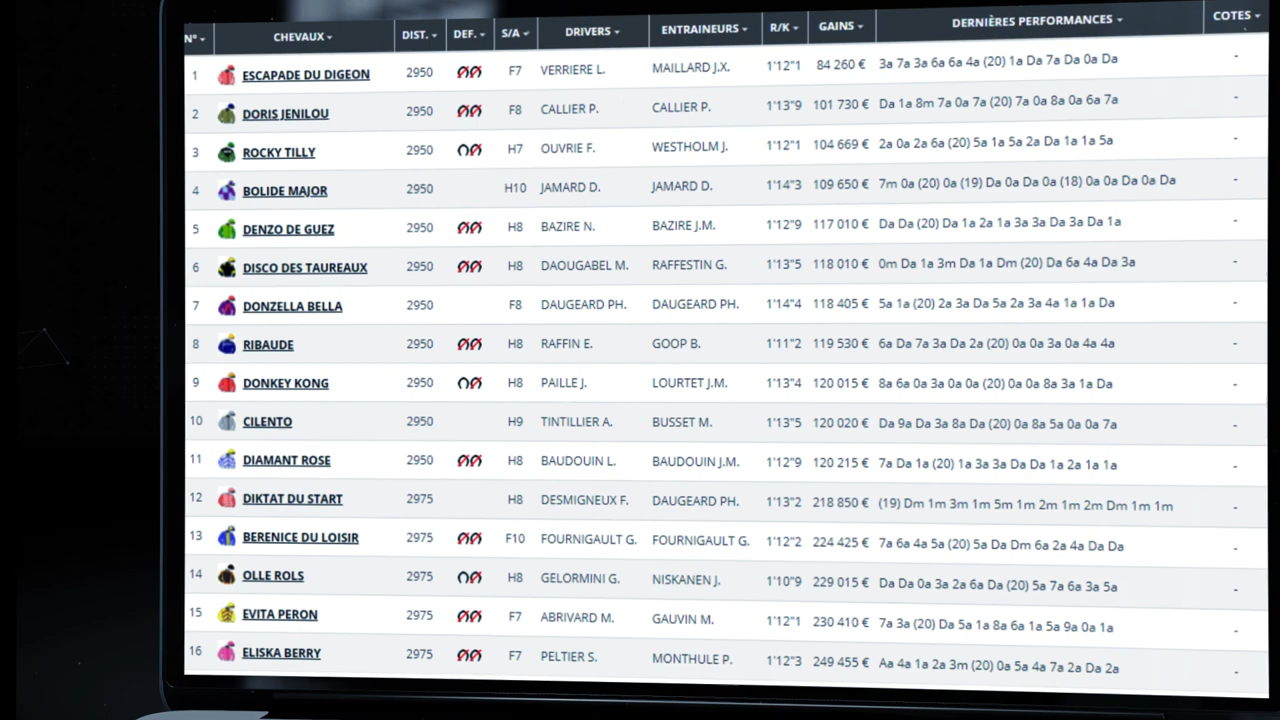 N° CHEVAUX DIST. DEF. S/A DRIVERS ENTRAINEURS R/K GAINS DERNIÈRES PERFORMANCES COTES
1 ESCAPADE DU DIGEON 2950 F7 VERRIERE L. MAILLARD J.X. 1'12"1 84 260 € 3a 7a 3a 6a 6a 4a (20) 1a Da 7a Da 0a Da -
2 DORIS JENILOU 2950 F8 CALLIER P. CALLIER P. 1'13"9 101 730 € Da 1a 8m 7a 0a 7a (20) 7a 0a 8a 0a 6a 7a -
3 ROCKY TILLY 2950 H7 OUVRIE F. WESTHOLM J. 1'12"1 104 669 € 2a 0a 2a 6a (20) 5a 1a 5a 2a Da 1a 1a 5a -
4 BOLIDE MAJOR 2950 H10 JAMARD D. JAMARD D. 1'14"3 109 650 € 7m 0a (20) 0a (19) Da 0a Da 0a (18) 0a 0a Da 0a Da -
5 DENZO DE GUEZ 2950 H8 BAZIRE N. BAZIRE J.M. 1'12"9 117 010 € Da Da (20) Da 1a 2a 1a 3a 3a Da 3a Da 1a -
6 DISCO DES TAUREAUX 2950 H8 DAOUGABEL M. RAFFESTIN G. 1'13"5 118 010 € 0m Da 1a 3m Da 1a Dm (20) Da 6a 4a Da 3a -
7 DONZELLA BELLA 2950 F8 DAUGEARD PH. DAUGEARD PH. 1'14"4 118 405 € 5a 1a (20) 2a 3a Da 5a 2a 3a 4a 1a 1a Da -
8 RIBAUDE 2950 H8 RAFFIN E. GOOP B. 1'11"2 119 530 € 6a Da 7a 3a Da 2a (20) 0a 0a 3a 0a 4a 4a -
9 DONKEY KONG 2950 H8 PAILLE J. LOURTET J.M. 1'13"4 120 015 € 8a 6a 0a 3a 0a 0a (20) 0a 0a 8a 3a 1a Da -
10 CILENTO 2950 H9 TINTILLIER A. BUSSET M. 1'13"5 120 020 € Da 9a Da 3a 8a Da (20) 0a 8a 5a 0a 0a 7a -
11 DIAMANT ROSE 2950 H8 BAUDOUIN L. BAUDOUIN J.M. 1'12"9 120 215 € 7a Da 1a (20) 1a 3a 3a Da Da 1a 2a 1a 1a -
12 DIKTAT DU START 2975 H8 DESMIGNEUX F. DAUGEARD PH. 1'13"2 218 850 € (19) Dm 1m 3m 1m 5m 1m 2m 1m 2m Dm 1m 1m -
13 BERENICE DU LOISIR 2975 F10 FOURNIGAULT G. FOURNIGAULT G. 1'12"2 224 425 € 7a 6a 4a 5a (20) 5a Da Dm 6a 2a 4a Da Da -
14 OLLE ROLS 2975 H8 GELORMINI G. NISKANEN J. 1'10"9 229 015 € Da Da 0a 3a 2a 6a Da (20) 5a 7a 6a 3a 5a -
15 EVITA PERON 2975 F7 ABRIVARD M. GAUVIN M. 1'12"1 230 410 € 7a 3a (20) Da 5a 1a 8a 6a 1a 5a 9a 0a 1a -
16 ELISKA BERRY 2975 F7 PELTIER S. MONTHULE P. 1'12"3 249 455 € Aa 4a 1a 2a 3m (20) 0a 5a 4a 7a 2a Da 2a -